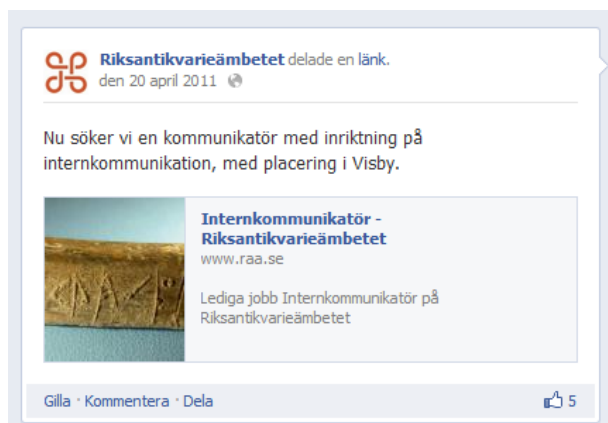 Riksantikvarieämbetet delade en länk.
den 20 april 2011
Nu söker vi en kommunikatör med inriktning på
internkommunikation, med placering i Visby.
Internkommunikatör -
Riksantikvarieämbetet
www.raa.se
Lediga jobb Internkommunikatör på
Riksantikvarieämbetet
Gilla · Kommentera · Dela 5